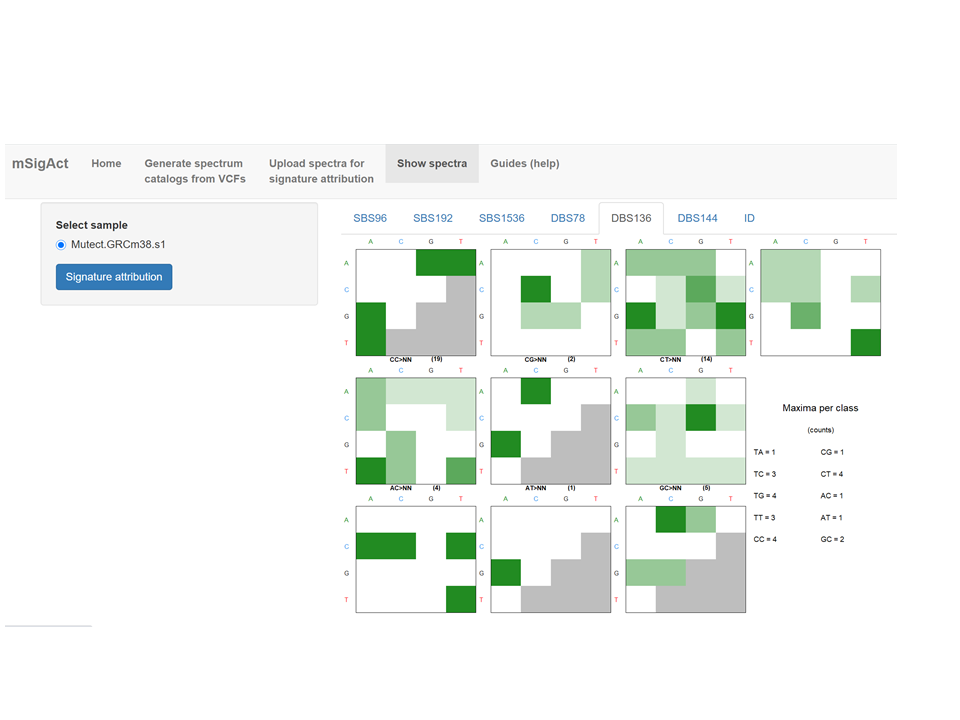 mSigAct Home Generate spectrum catalogs from VCFs Upload spectra for signature attribution Show spectra Guides (help)
Select sample
Mutect.GRCm38.s1
Signature attribution
SBS96 SBS192 SBS1536 DBS78 DBS136 DBS144 ID
A C G T A C G T A C G T A C G T
A A A A
C C C C
G G G G
T T T T
CC>NN (19) CG>NN (2) CT>NN (14)
A C G T A C G T A C G T
A A A
C C C
G G G
T T T
AC>NN (4) AT>NN (1) GC>NN (5)
A C G T A C G T A C G T
A A A
C C C
G G G
T T T
Maxima per class
(counts)
TA = 1 CG = 1
TC = 3 CT = 4
TG = 4 AC = 1
TT = 3 AT = 1
CC = 4 GC = 2